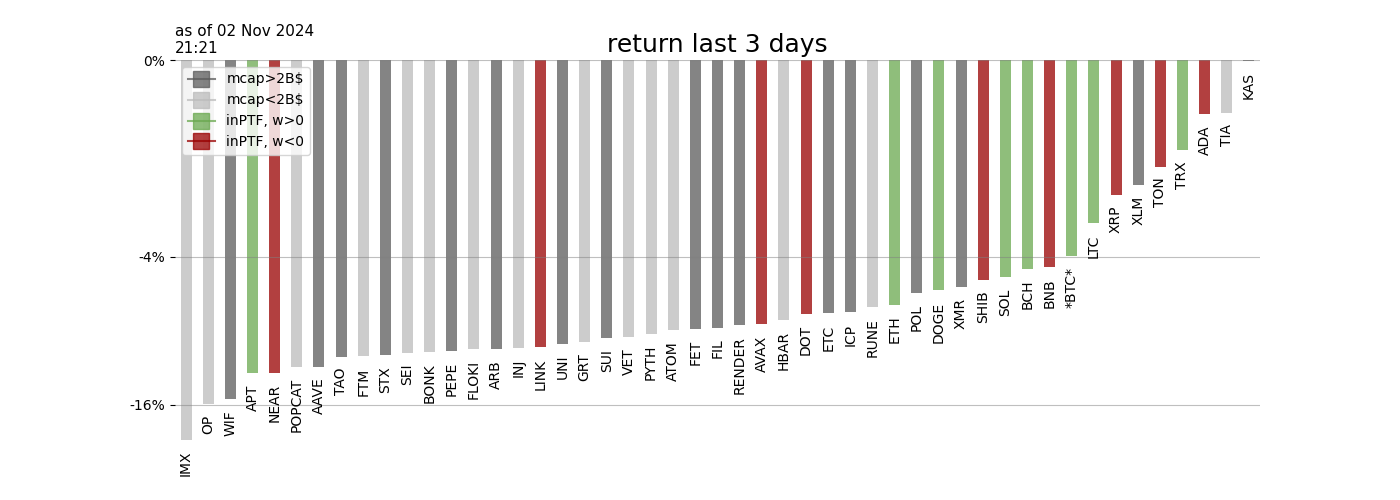 as of 02 Nov 2024
21:21
return last 3 days
0%
-4%
-16%
mcap>2B$
mcap<2B$
inPTF, w>0
inPTF, w<0
IMX
OP
WIF
APT
NEAR
POPCAT
AAVE
TAO
FTM
STX
SEI
BONK
PEPE
FLOKI
ARB
INJ
LINK
UNI
GRT
SUI
VET
PYTH
ATOM
FET
FIL
RENDER
AVAX
HBAR
DOT
ETC
ICP
RUNE
ETH
POL
DOGE
XMR
SHIB
SOL
BCH
BNB
*BTC*
LTC
XRP
XLM
TON
TRX
ADA
TIA
KAS